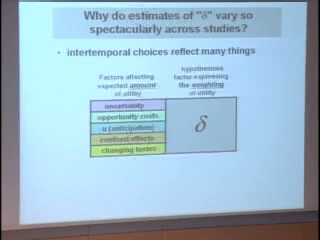 Why do estimates of "δ" vary so
spectacularly across studies?
• intertemporal choices reflect many things
Factors affecting
expected amount
of utility
hypothesized
factor expressing
the weighting
of utility
uncertainty
opportunity costs
u (anticipation)
contrast effects
changing tastes
δ